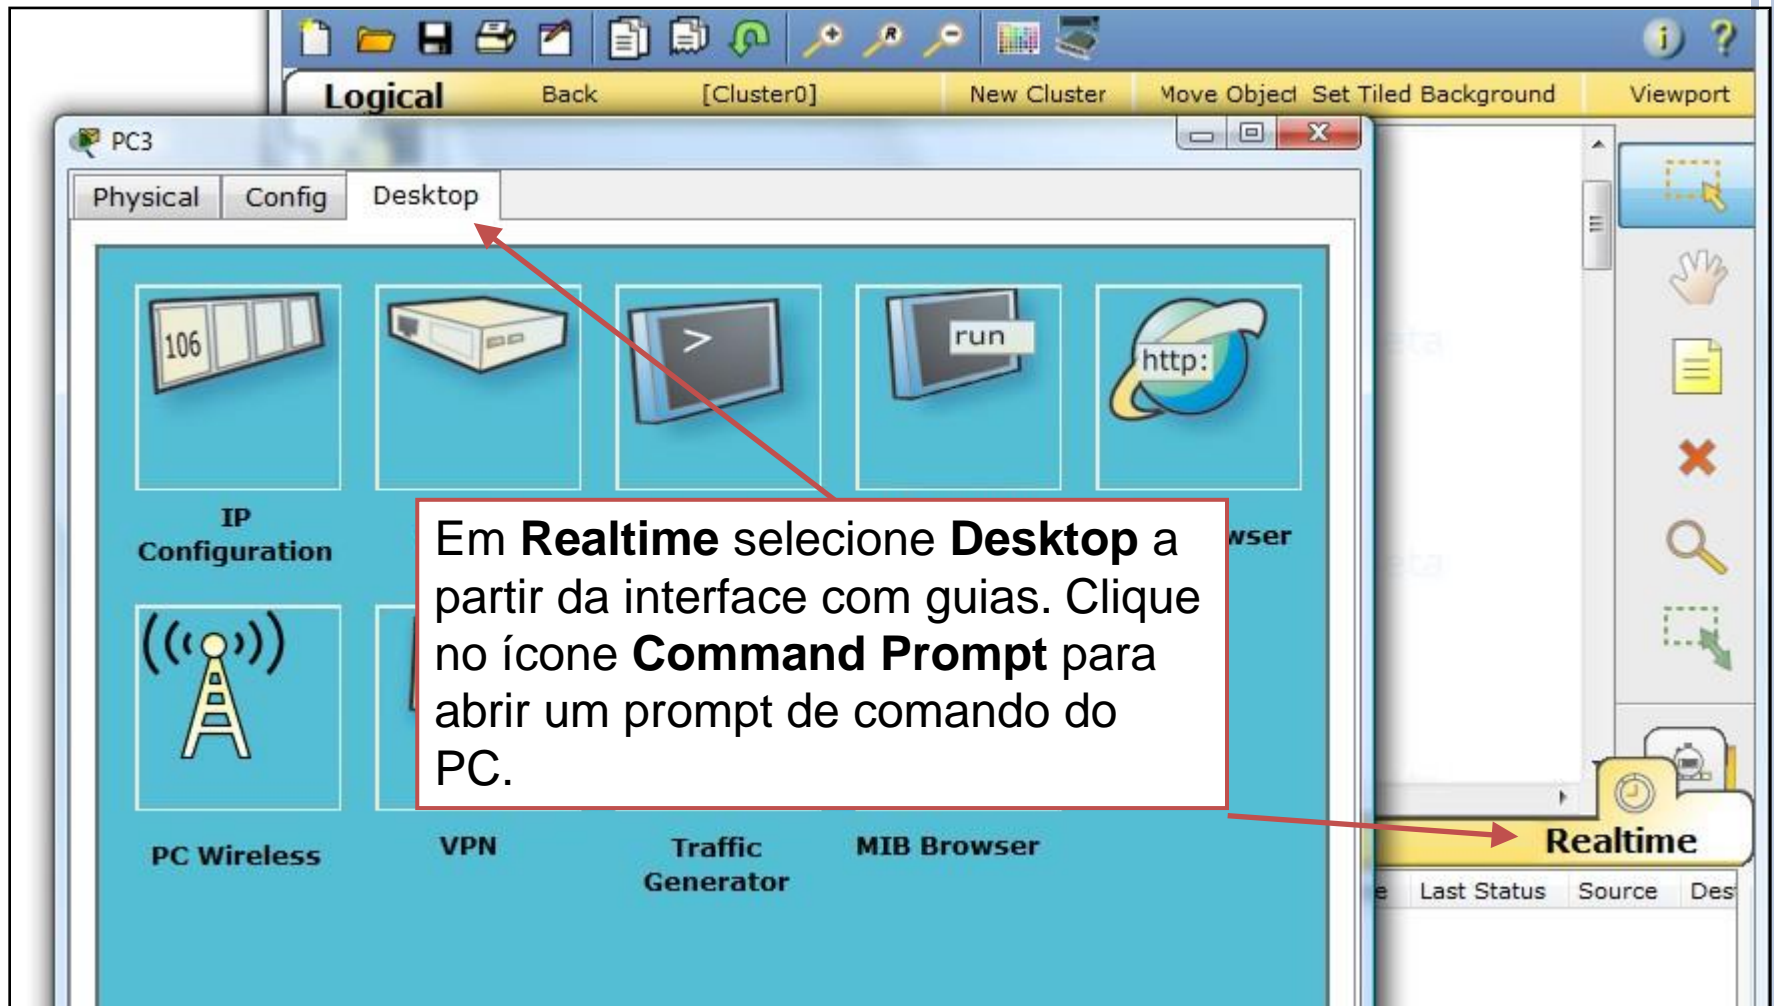 i ?
Logical Back [Cluster0] New Cluster Move Object Set Tiled Background Viewport
PC3
Physical Config Desktop
106
>
run
http:
IP
Configuration
Em Realtime selecione Desktop a
partir da interface com guias. Clique
no ícone Command Prompt para
abrir um prompt de comando do
PC.
PC Wireless
VPN
Traffic
Generator
MIB Browser
Realtime
Last Status Source